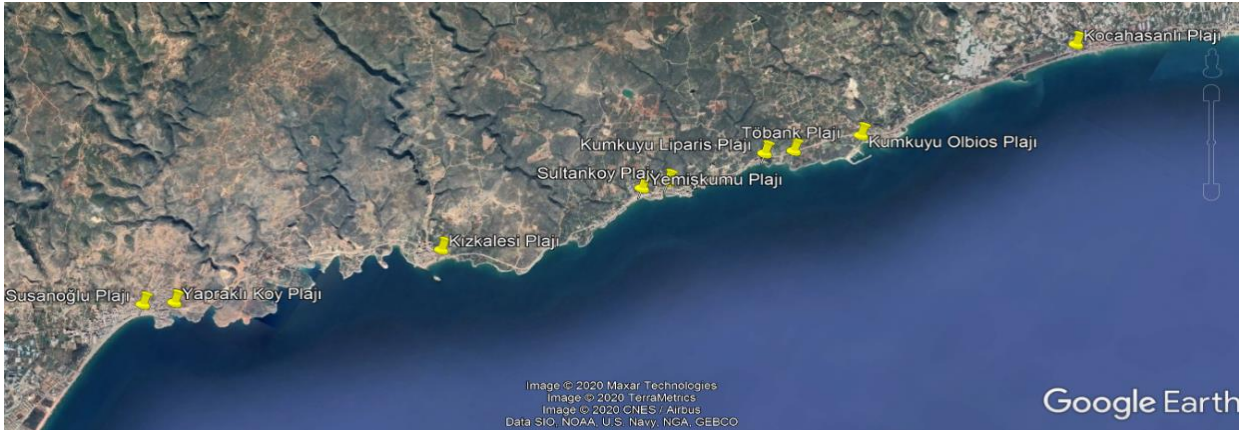 Kocahasanlı Plajı
Töbank Plajı
Kumkuyu Liparis Plajı
Kumkuyu Olbios Plajı
Sultankoy Plajı
Yemişkumu Plajı
Kızkalesi Plajı
Susanoğlu Plajı
Yapraklı Koy Plajı
Image © 2020 Maxar Technologies
Image © 2020 TerraMetrics
Image © 2020 CNES / Airbus
Data SIO, NOAA, U.S. Navy, NGA, GEBCO
Google Earth